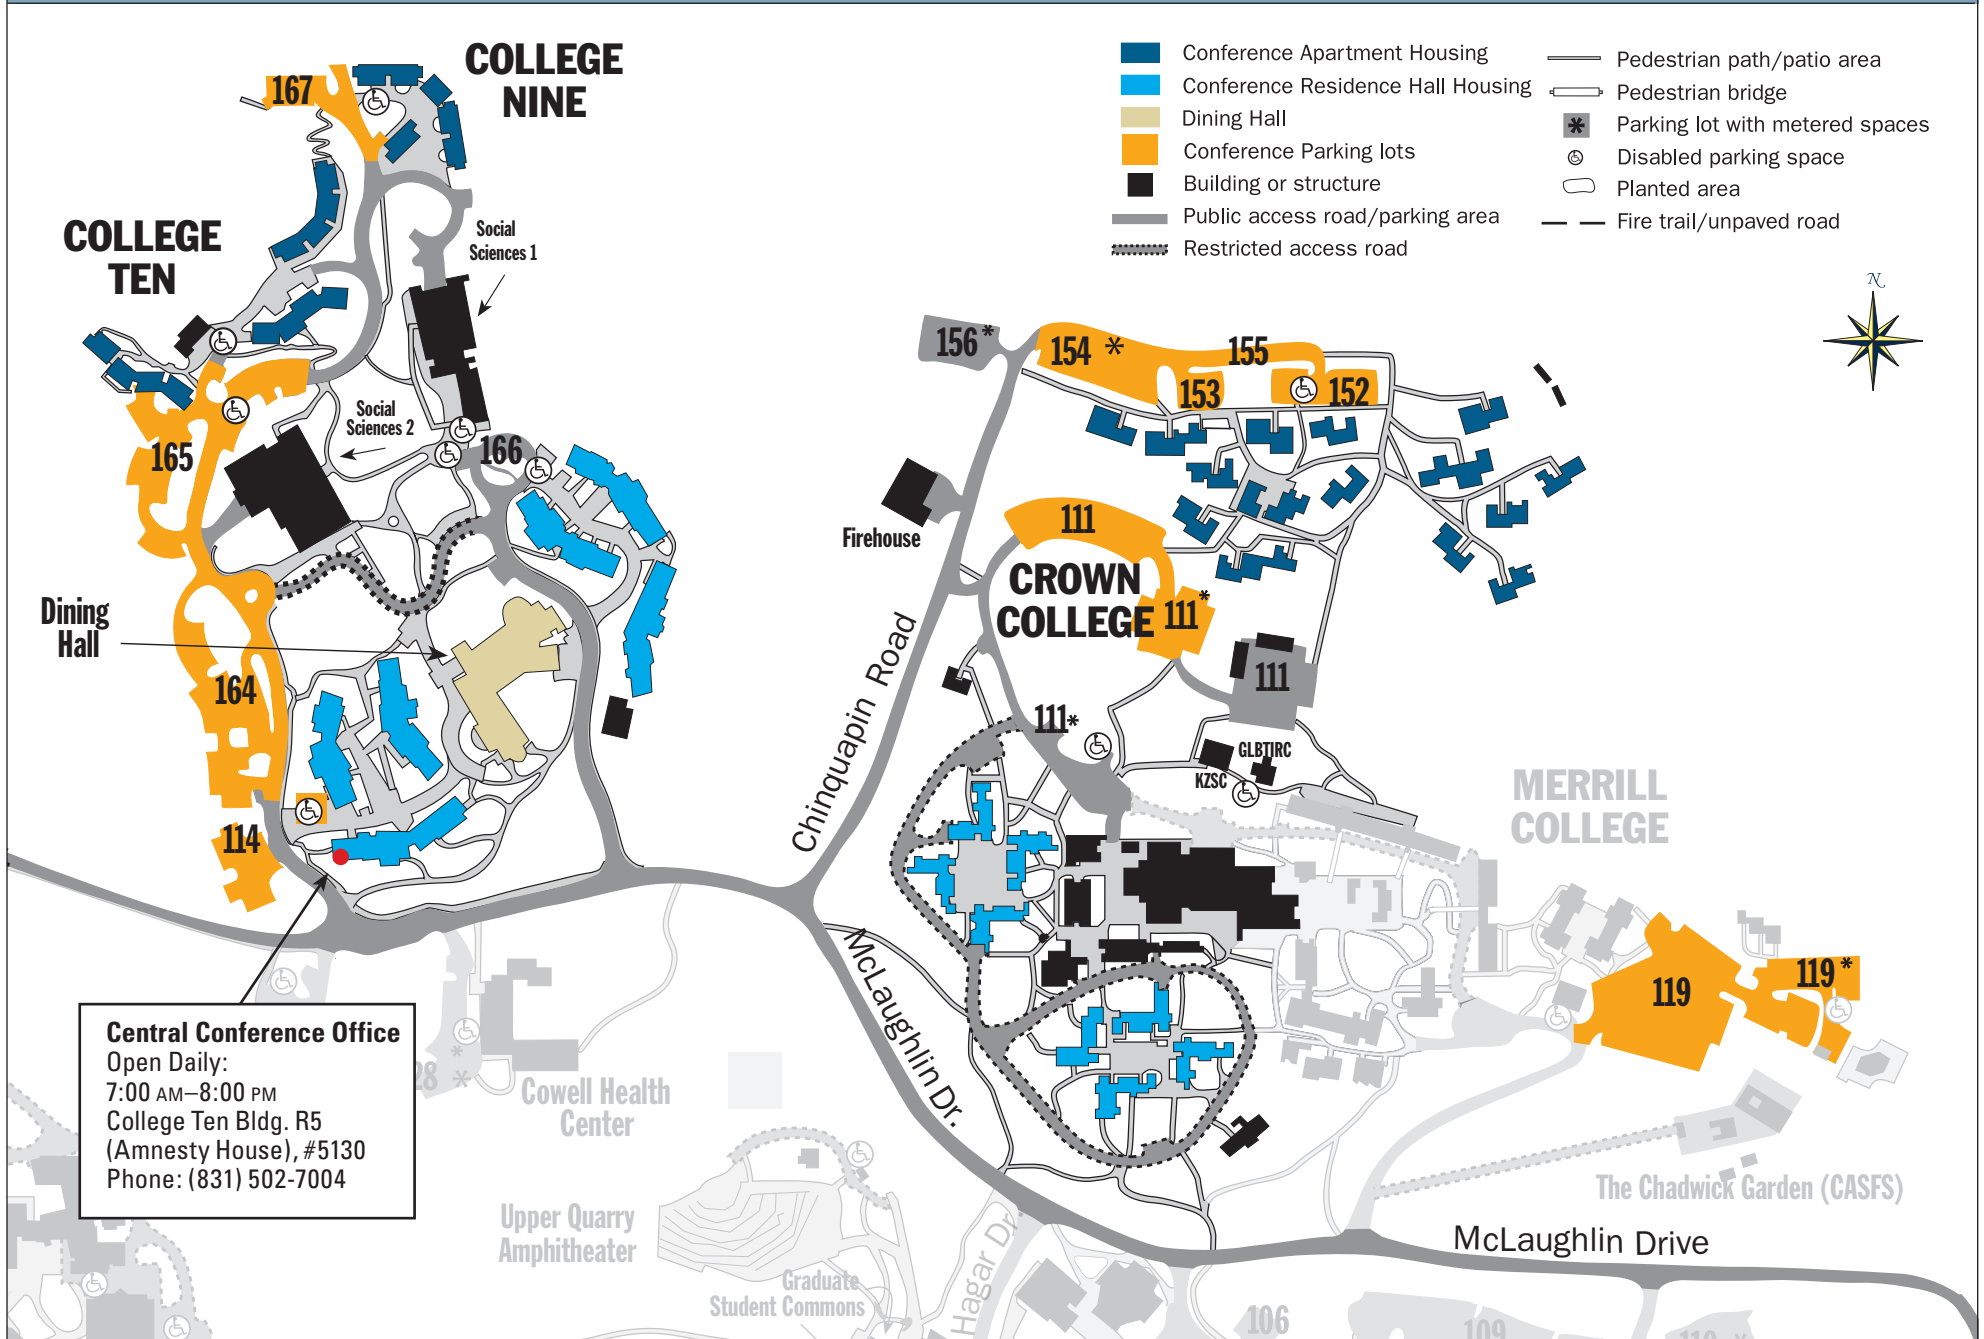 COLLEGE
NINE
167
COLLEGE
TEN
Social
Sciences 1
Social
Sciences 2
165
166
Dining
Hall
164
114
Conference Apartment Housing
Conference Residence Hall Housing
Dining Hall
Conference Parking lots
Building or structure
Public access road/parking area
Restricted access road
Pedestrian path/patio area
Pedestrian bridge
* Parking lot with metered spaces
Disabled parking space
Planted area
Fire trail/unpaved road
N
156*
154 *
155
153
152
Firehouse
111
CROWN
COLLEGE
111*
111
111*
Chinquapin Road
GLBTIRC
KZSC
MERRILL
COLLEGE
119
119*
McLaughlin Dr.
Central Conference Office
Open Daily:
7:00 AM–8:00 PM
College Ten Bldg. R5
(Amnesty House), #5130
Phone: (831) 502-7004
28 *
*
Cowell Health
Center
Upper Quarry
Amphitheater
Graduate
Student Commons
Hagar Dr.
The Chadwick Garden (CASFS)
McLaughlin Drive
106
109